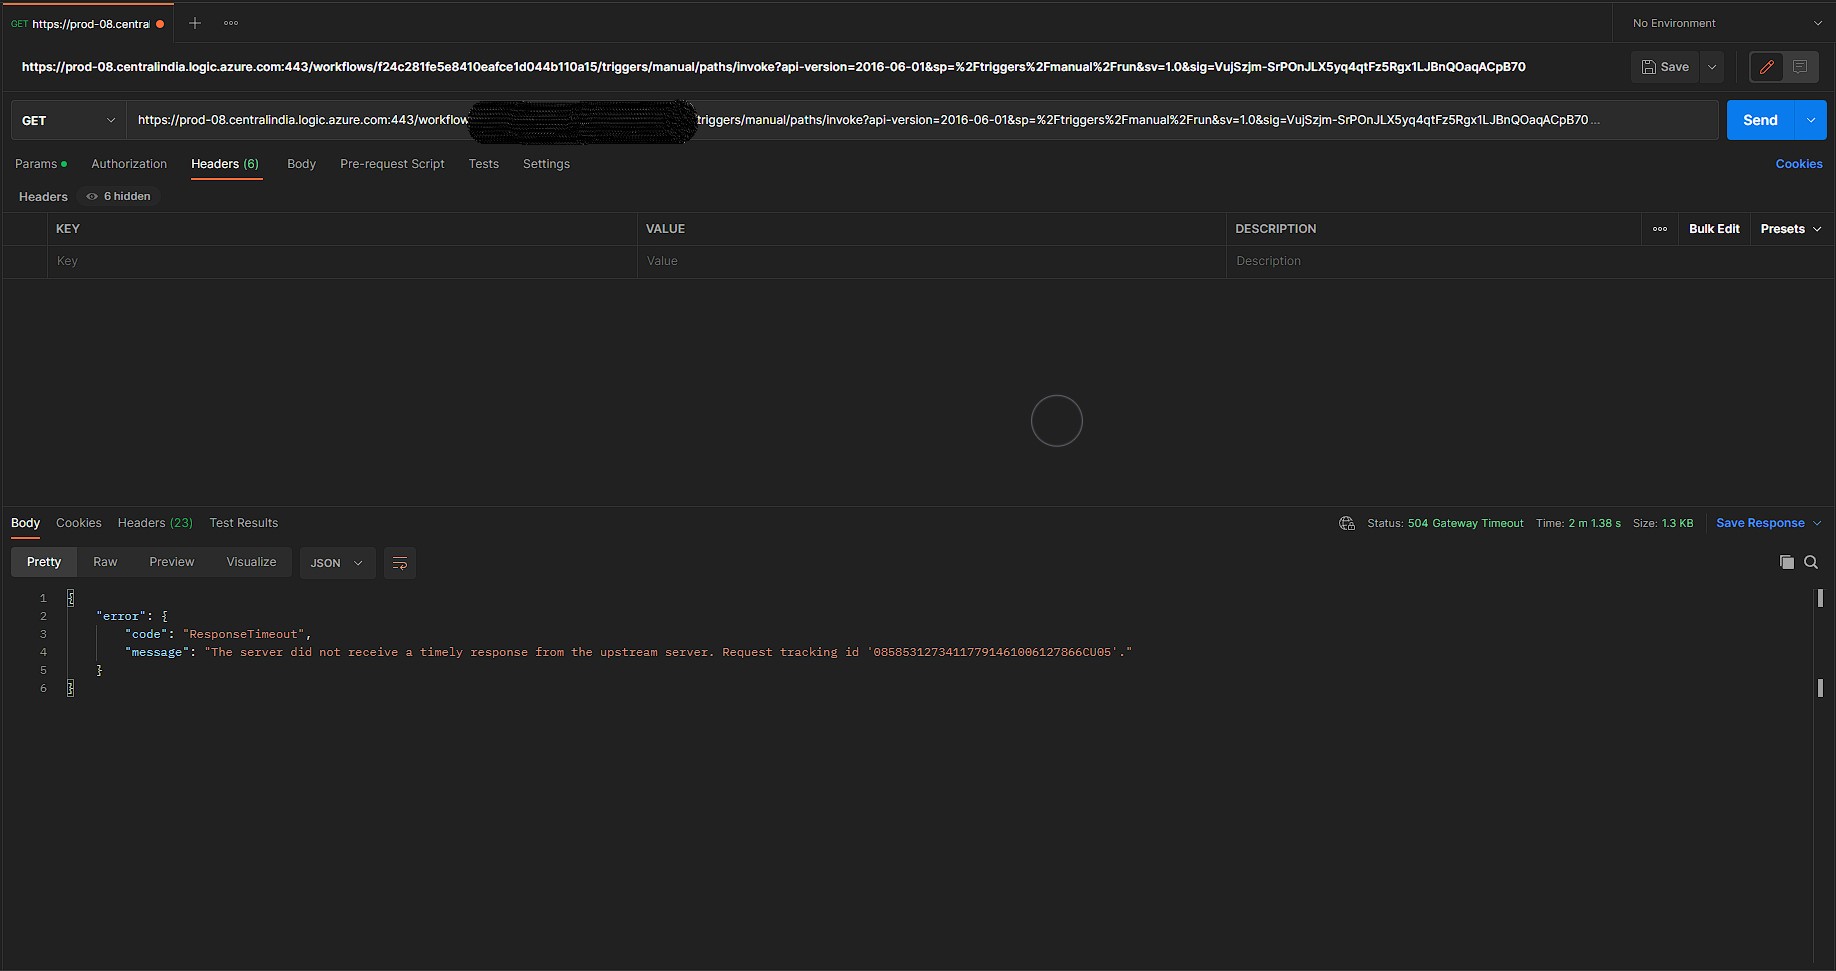 GET https://prod-08.centra
No Environment
https://prod-08.centralindia.logic.azure.com:443/workflows/f24c281fe5e8410eafce1d044b110a15/triggers/manual/paths/invoke?api-version=2016-06-01&sp=%2Ftriggers%2Fmanual%2Frun&sv=1.0&sig=VujSzjm-SrPOnJLX5yq4qtFz5Rgx1LJBnQOaqACpB70
Save
GET https://prod-08.centralindia.logic.azure.com:443/workflow triggers/manual/paths/invoke?api-version=2016-06-01&sp=%2Ftriggers%2Fmanual%2Frun&sv=1.0&sig=VujSzjm-SrPOnJLX5yq4qtFz5Rgx1LJBnQOaqACpB70... Send
Params Authorization Headers (6) Body Pre-request Script Tests Settings Cookies
Headers 6 hidden
KEY VALUE DESCRIPTION Bulk Edit Presets
Key Value Description
Body Cookies Headers (23) Test Results Status: 504 Gateway Timeout Time: 2 m 1.38 s Size: 1.3 KB Save Response
Pretty Raw Preview Visualize JSON
1 {
2 "error": {
3 "code": "ResponseTimeout",
4 "message": "The server did not receive a timely response from the upstream server. Request tracking id '08585312734117791461006127866CU05'."
5 }
6 }